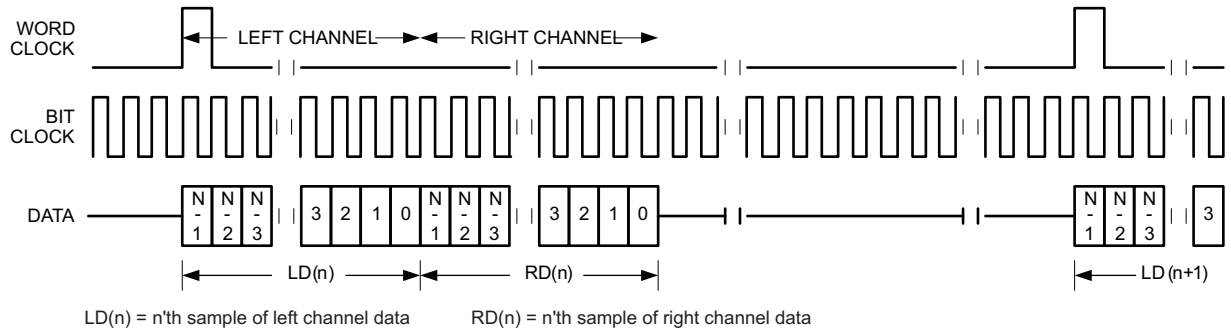 WORD CLOCK
LEFT CHANNEL
RIGHT CHANNEL
BIT CLOCK
DATA
N-1 N-2 N-3 3 2 1 0 N-1 N-2 N-3 3 2 1 0 N-1 N-2 N-3 3
LD(n) RD(n) LD (n+1)
LD(n) = n'th sample of left channel data RD(n) = n'th sample of right channel data